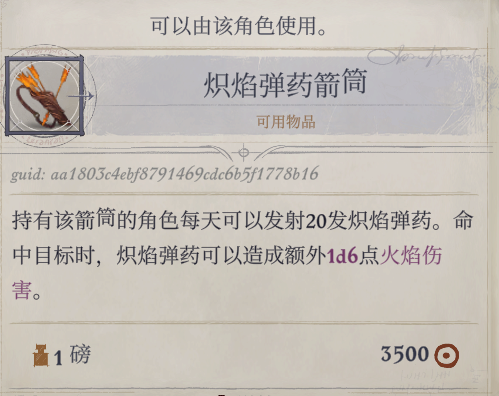 可以由该角色使用。
炽焰弹药箭筒
可用物品
guid: aa1803c4ebf8791469cdc6b5f1778b16
持有该箭筒的角色每天可以发射20发炽焰弹药。命
中目标时，炽焰弹药可以造成额外1d6点火焰伤
害。
1 磅
3500